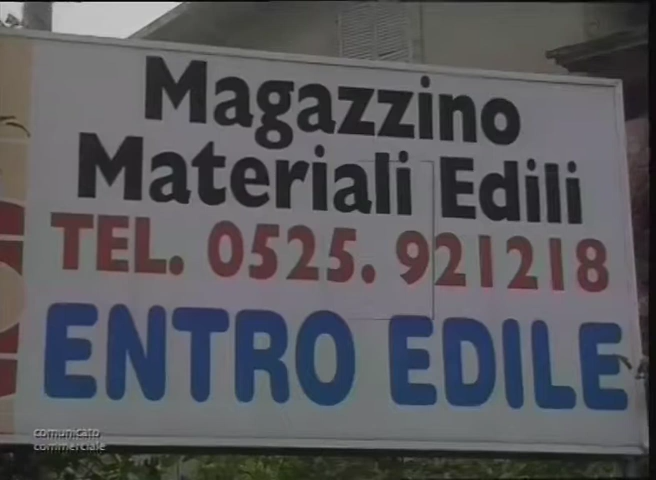 Magazzino
Materiali Edili
TEL. 0525. 921218
ENTRO EDILE
comunicato
commerciale